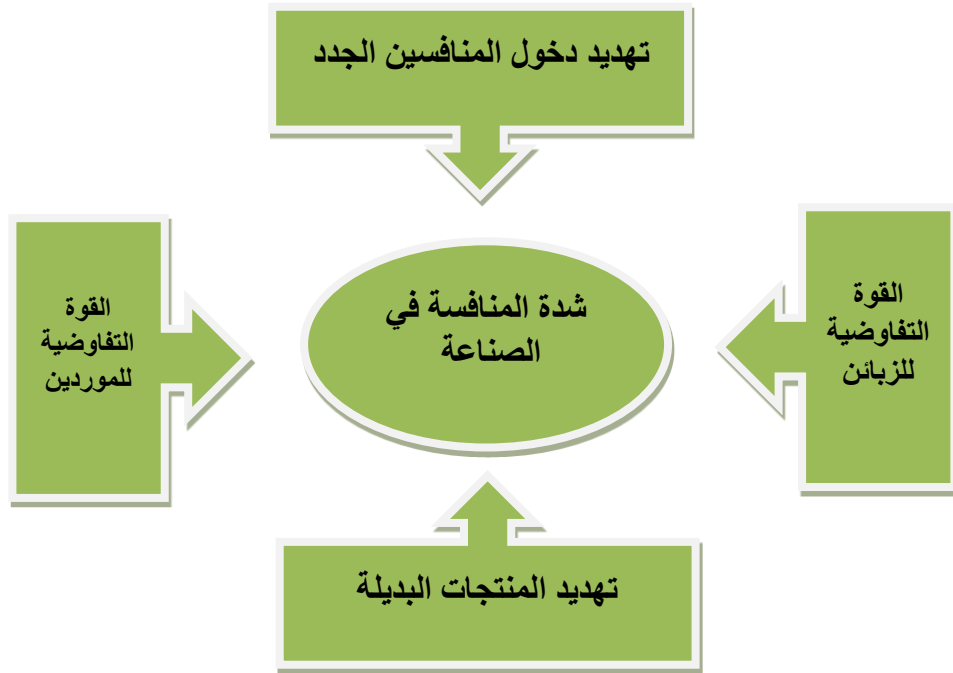 تهديد دخول المنافسين الجدد
القوة
التفاوضية
للزبائن
شدة المنافسة في
الصناعة
القوة
التفاوضية
للموردين
تهديد المنتجات البديلة